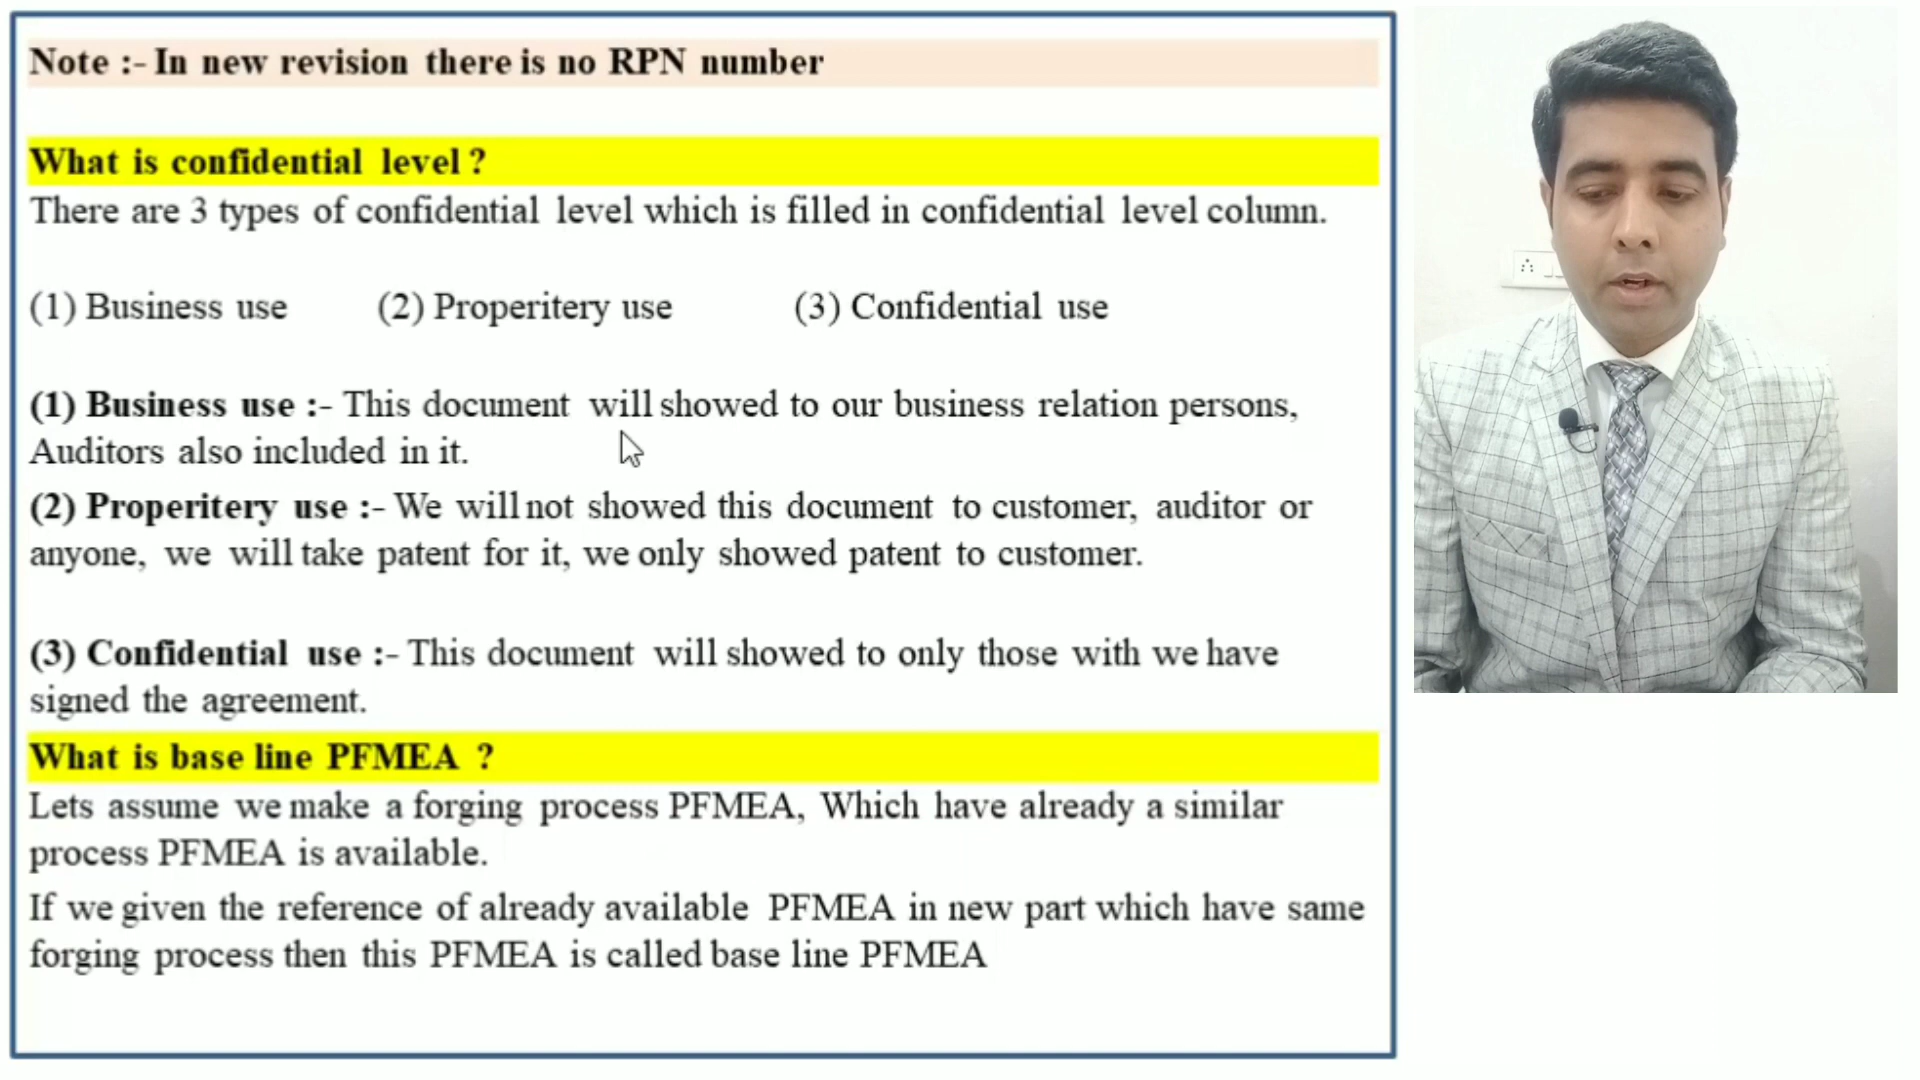 Note :- In new revision there is no RPN number
What is confidential level ?
There are 3 types of confidential level which is filled in confidential level column.
(1) Business use (2) Properitery use (3) Confidential use
(1) Business use :- This document will showed to our business relation persons,
Auditors also included in it.
(2) Properitery use :- We will not showed this document to customer, auditor or
anyone, we will take patent for it, we only showed patent to customer.
(3) Confidential use :- This document will showed to only those with we have
signed the agreement.
What is base line PFMEA ?
Lets assume we make a forging process PFMEA, Which have already a similar
process PFMEA is available.
If we given the reference of already available PFMEA in new part which have same
forging process then this PFMEA is called base line PFMEA